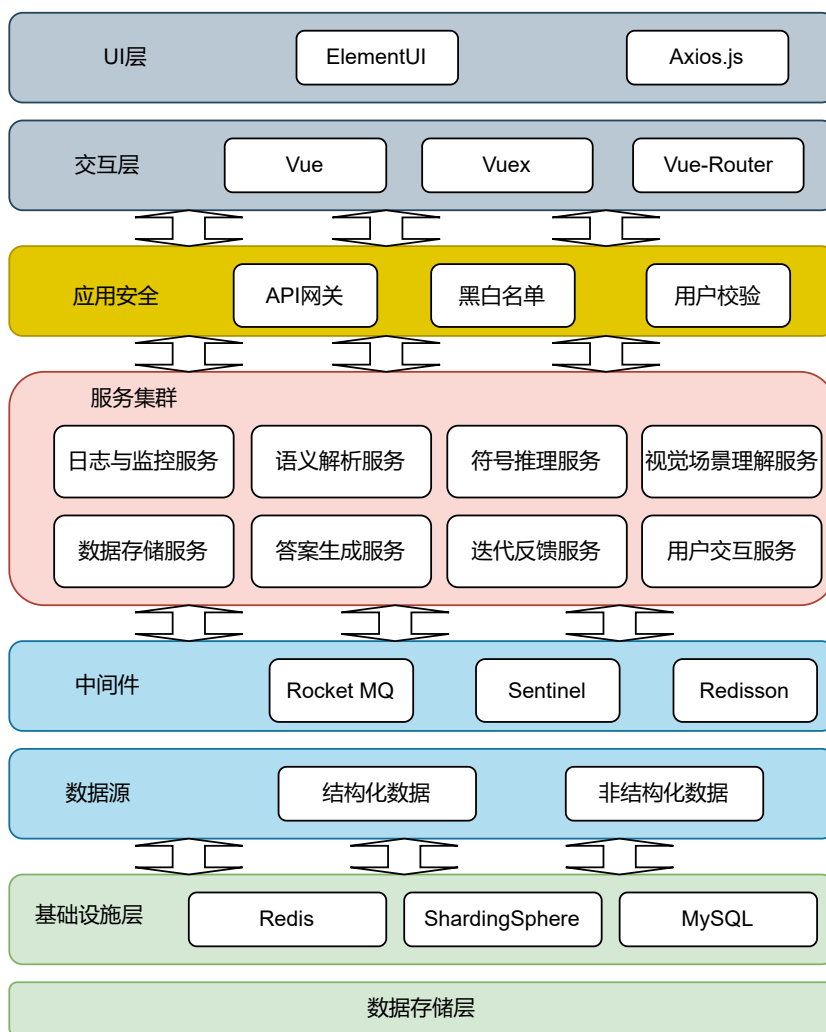 UI层
ElementUI
Axios.js
交互层
Vue
Vuex
Vue-Router
应用安全
API网关
黑白名单
用户校验
服务集群
日志与监控服务
语义解析服务
符号推理服务
视觉场景理解服务
数据存储服务
答案生成服务
迭代反馈服务
用户交互服务
中间件
Rocket MQ
Sentinel
Redisson
数据源
结构化数据
非结构化数据
基础设施层
Redis
ShardingSphere
MySQL
数据存储层